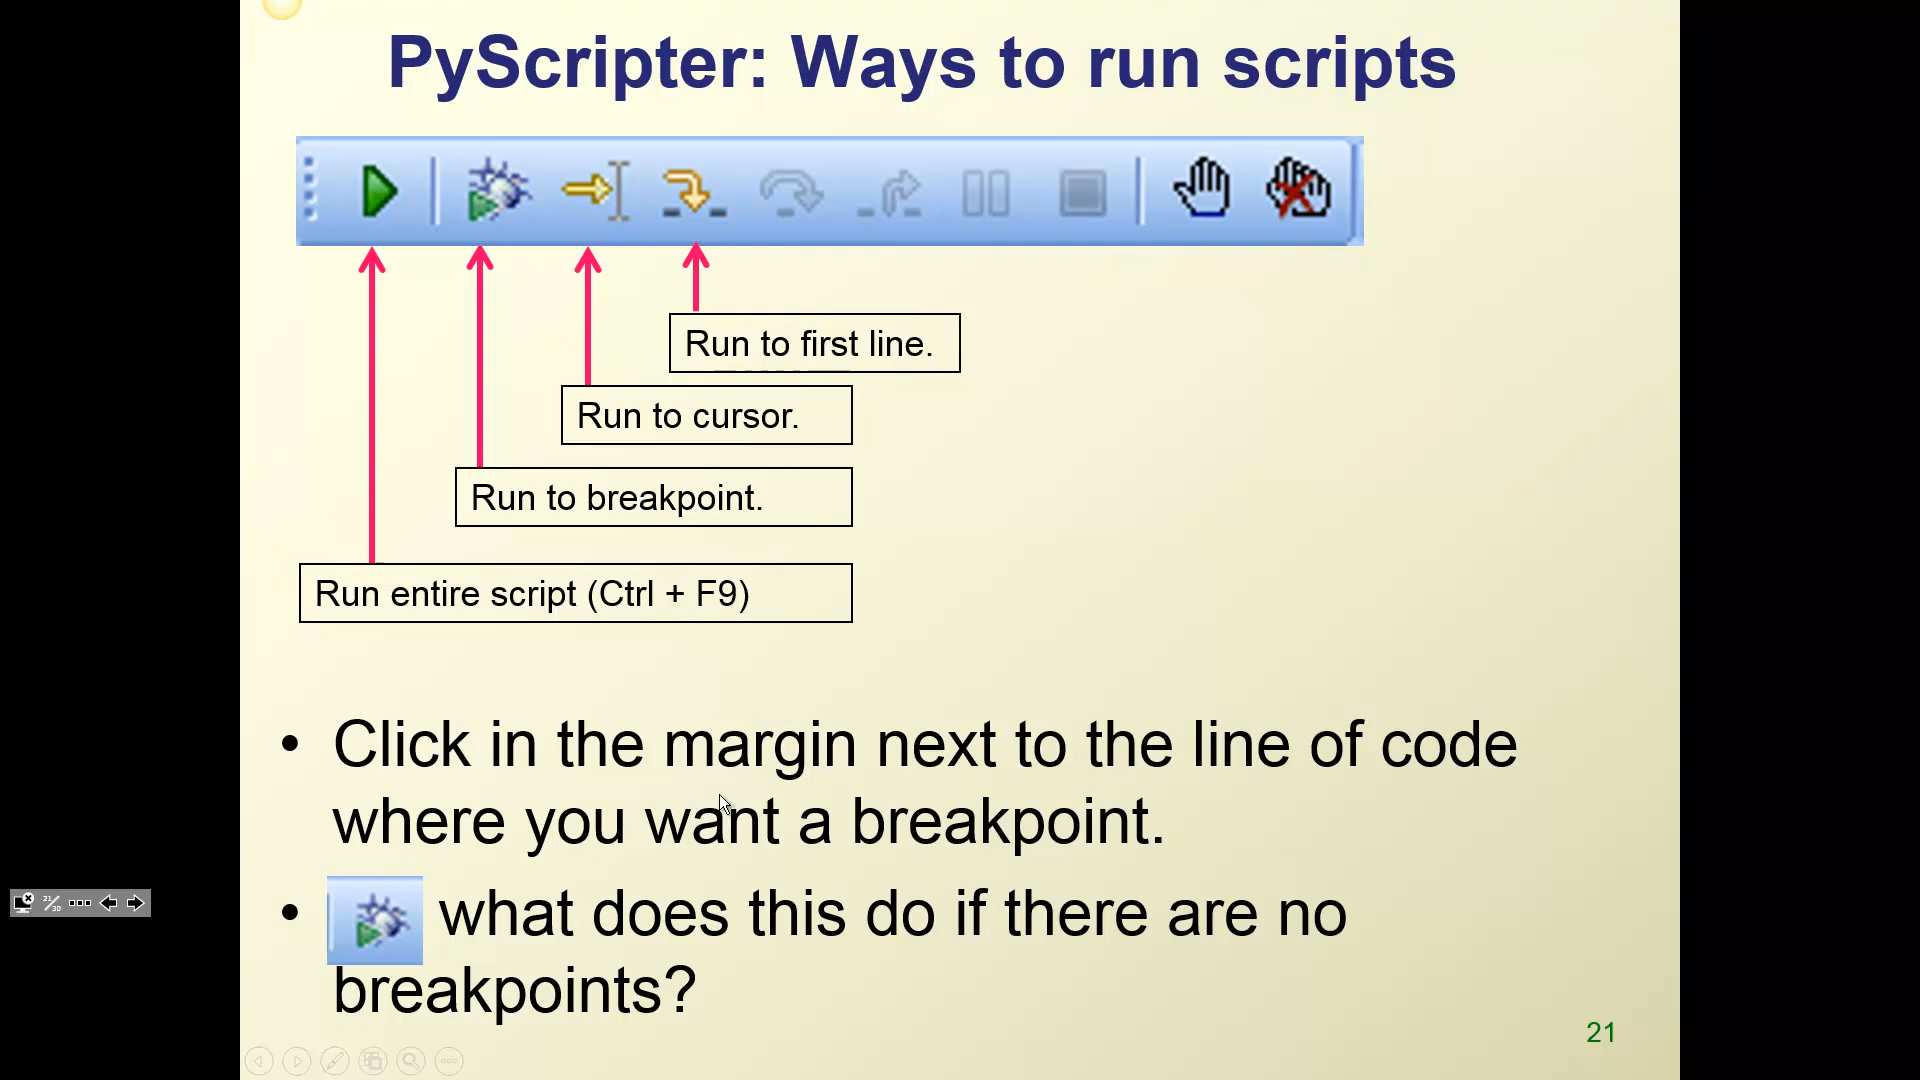 PyScripter: Ways to run scripts
Run to first line.
Run to cursor.
Run to breakpoint.
Run entire script (Ctrl + F9)
• Click in the margin next to the line of code
where you want a breakpoint.
• what does this do if there are no
breakpoints?
21/30
21